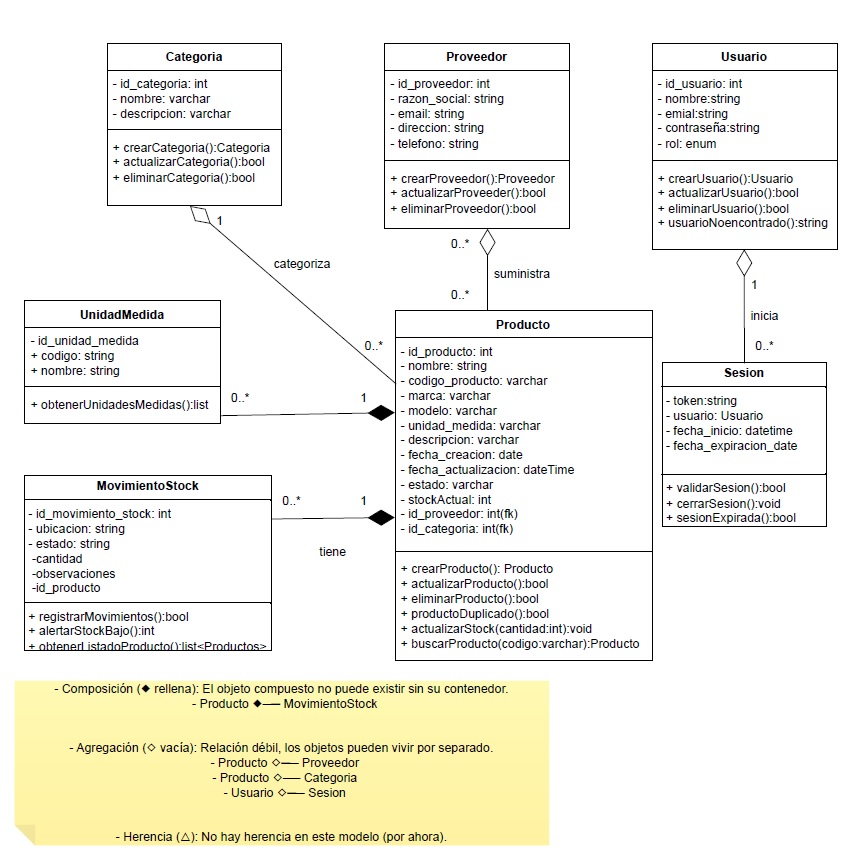 Categoria
- id_categoria: int
- nombre: varchar
- descripcion: varchar
+ crearCategoria():Categoria
+ actualizarCategoria():bool
+ eliminarCategoria():bool
Proveedor
- id_proveedor: int
- razon_social: string
- email: string
- direccion: string
- telefono: string
+ crearProveedor():Proveedor
+ actualizarProveeder():bool
+ eliminarProveedor():bool
Usuario
- id_usuario: int
- nombre:string
- emial:string
- contraseña:string
- rol: enum
+ crearUsuario():Usuario
+ actualizarUsuario():bool
+ eliminarUsuario():bool
+ usuarioNoencontrado():string
1
categoriza
0..*
0..*
suministra
0..*
1
inicia
0..*
UnidadMedida
- id_unidad_medida
+ codigo: string
+ nombre: string
+ obtenerUnidadesMedidas():list
0..*
1
Producto
- id_producto: int
- nombre: string
- codigo_producto: varchar
- marca: varchar
- modelo: varchar
- unidad_medida: varchar
- descripcion: varchar
- fecha_creacion: date
- fecha_actualizacion: dateTime
- estado: varchar
- stockActual: int
- id_proveedor: int(fk)
- id_categoria: int(fk)
+ crearProducto(): Producto
+ actualizarProducto():bool
+ eliminarProducto():bool
+ productoDuplicado():bool
+ actualizarStock(cantidad:int):void
+ buscarProducto(codigo:varchar):Producto
Sesion
- token:string
- usuario: Usuario
- fecha_inicio: datetime
- fecha_expiracion_date
+ validarSesion():bool
+ cerrarSesion():void
+ sesionExpirada():bool
MovimientoStock
- id_movimiento_stock: int
- ubicacion: string
- estado: string
-cantidad
-observaciones
-id_producto
+ registrarMovimientos():bool
+ alertarStockBajo():int
+ obtenerListadoProducto():list<Productos>
0..*
1
tiene
- Composición (◆ rellena): El objeto compuesto no puede existir sin su contenedor.
- Producto ◆── MovimientoStock
- Agregación (◇ vacía): Relación débil, los objetos pueden vivir por separado.
- Producto ◇── Proveedor
- Producto ◇── Categoria
- Usuario ◇── Sesion
- Herencia (△): No hay herencia en este modelo (por ahora).